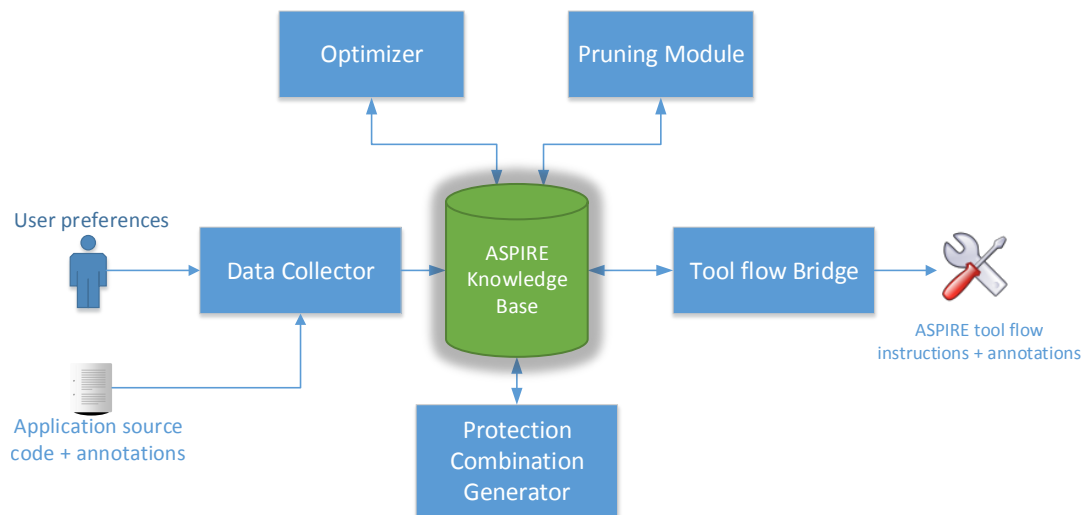 Optimizer
Pruning Module
User preferences
Data Collector
ASPIRE
Knowledge
Base
Tool flow Bridge
ASPIRE tool flow
instructions + annotations
Application source
code + annotations
Protection
Combination
Generator